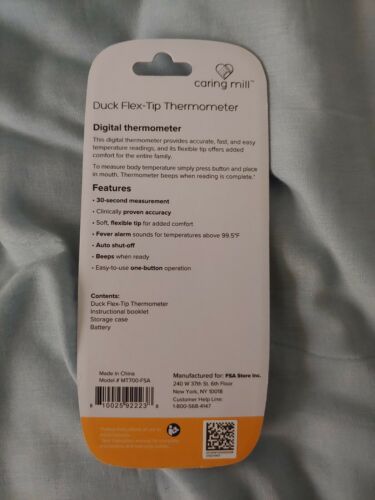 caring mill™
Duck Flex-Tip Thermometer
Digital thermometer
This digital thermometer provides accurate, fast, and easy
temperature readings, and its flexible tip offers added
comfort for the entire family.
To measure body temperature simply press button and place
in mouth. Thermometer beeps when reading is complete.*
Features
• 30-second measurement
• Clinically proven accuracy
• Soft, flexible tip for added comfort
• Fever alarm sounds for temperatures above 99.5°F
• Auto shut-off
• Beeps when ready
• Easy-to-use one-button operation
Contents:
Duck Flex-Tip Thermometer
Instructional booklet
Storage case
Battery
Made in China
Model # MT700-FSA
Manufactured for: FSA Store Inc.
240 W 37th St. 6th Floor
New York, NY 10018
Customer Help Line:
1-800-568-4147
8 10025 92223 8